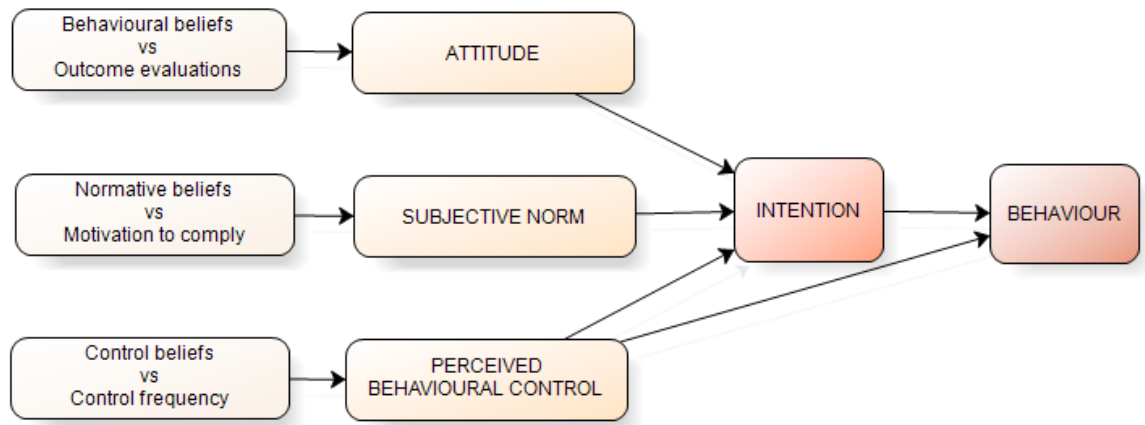 Behavioural beliefs
vs
Outcome evaluations
ATTITUDE
Normative beliefs
vs
Motivation to comply
SUBJECTIVE NORM
INTENTION
BEHAVIOUR
Control beliefs
vs
Control frequency
PERCEIVED
BEHAVIOURAL CONTROL